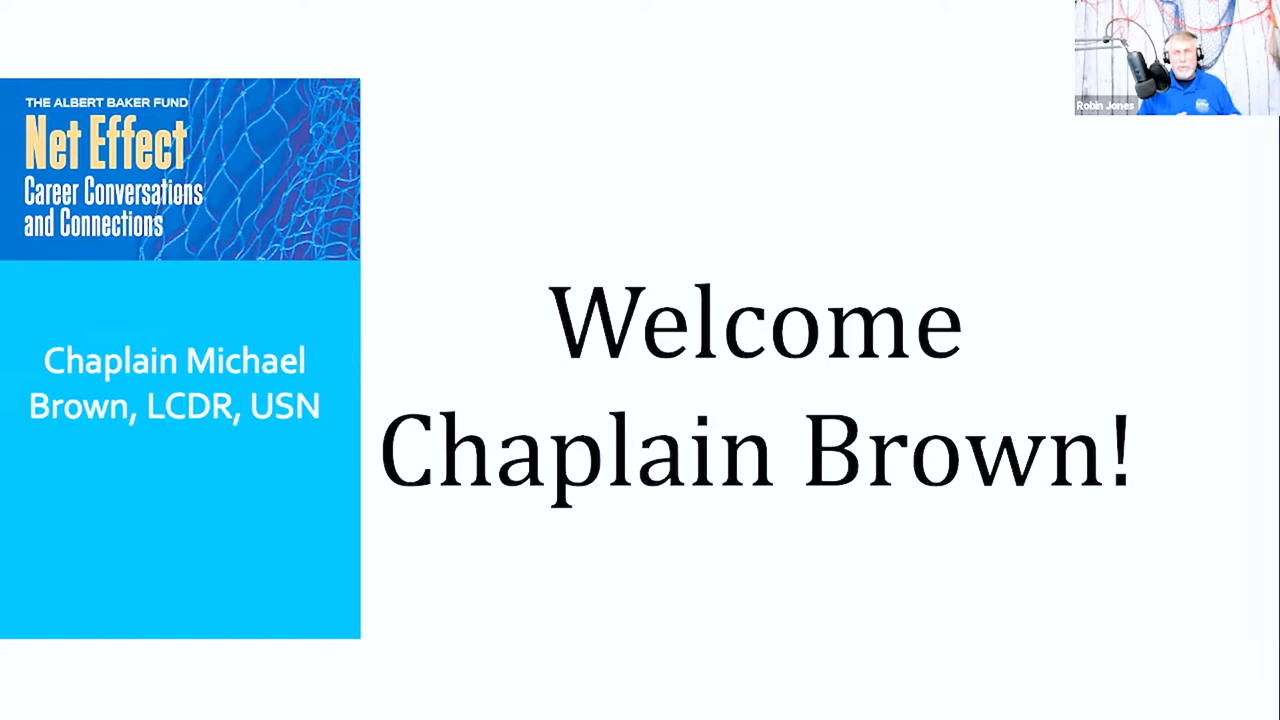 THE ALBERT BAKER FUND
Net Effect
Career Conversations
and Connections
Chaplain Michael
Brown, LCDR, USN
Welcome
Chaplain Brown!
Robin Jones